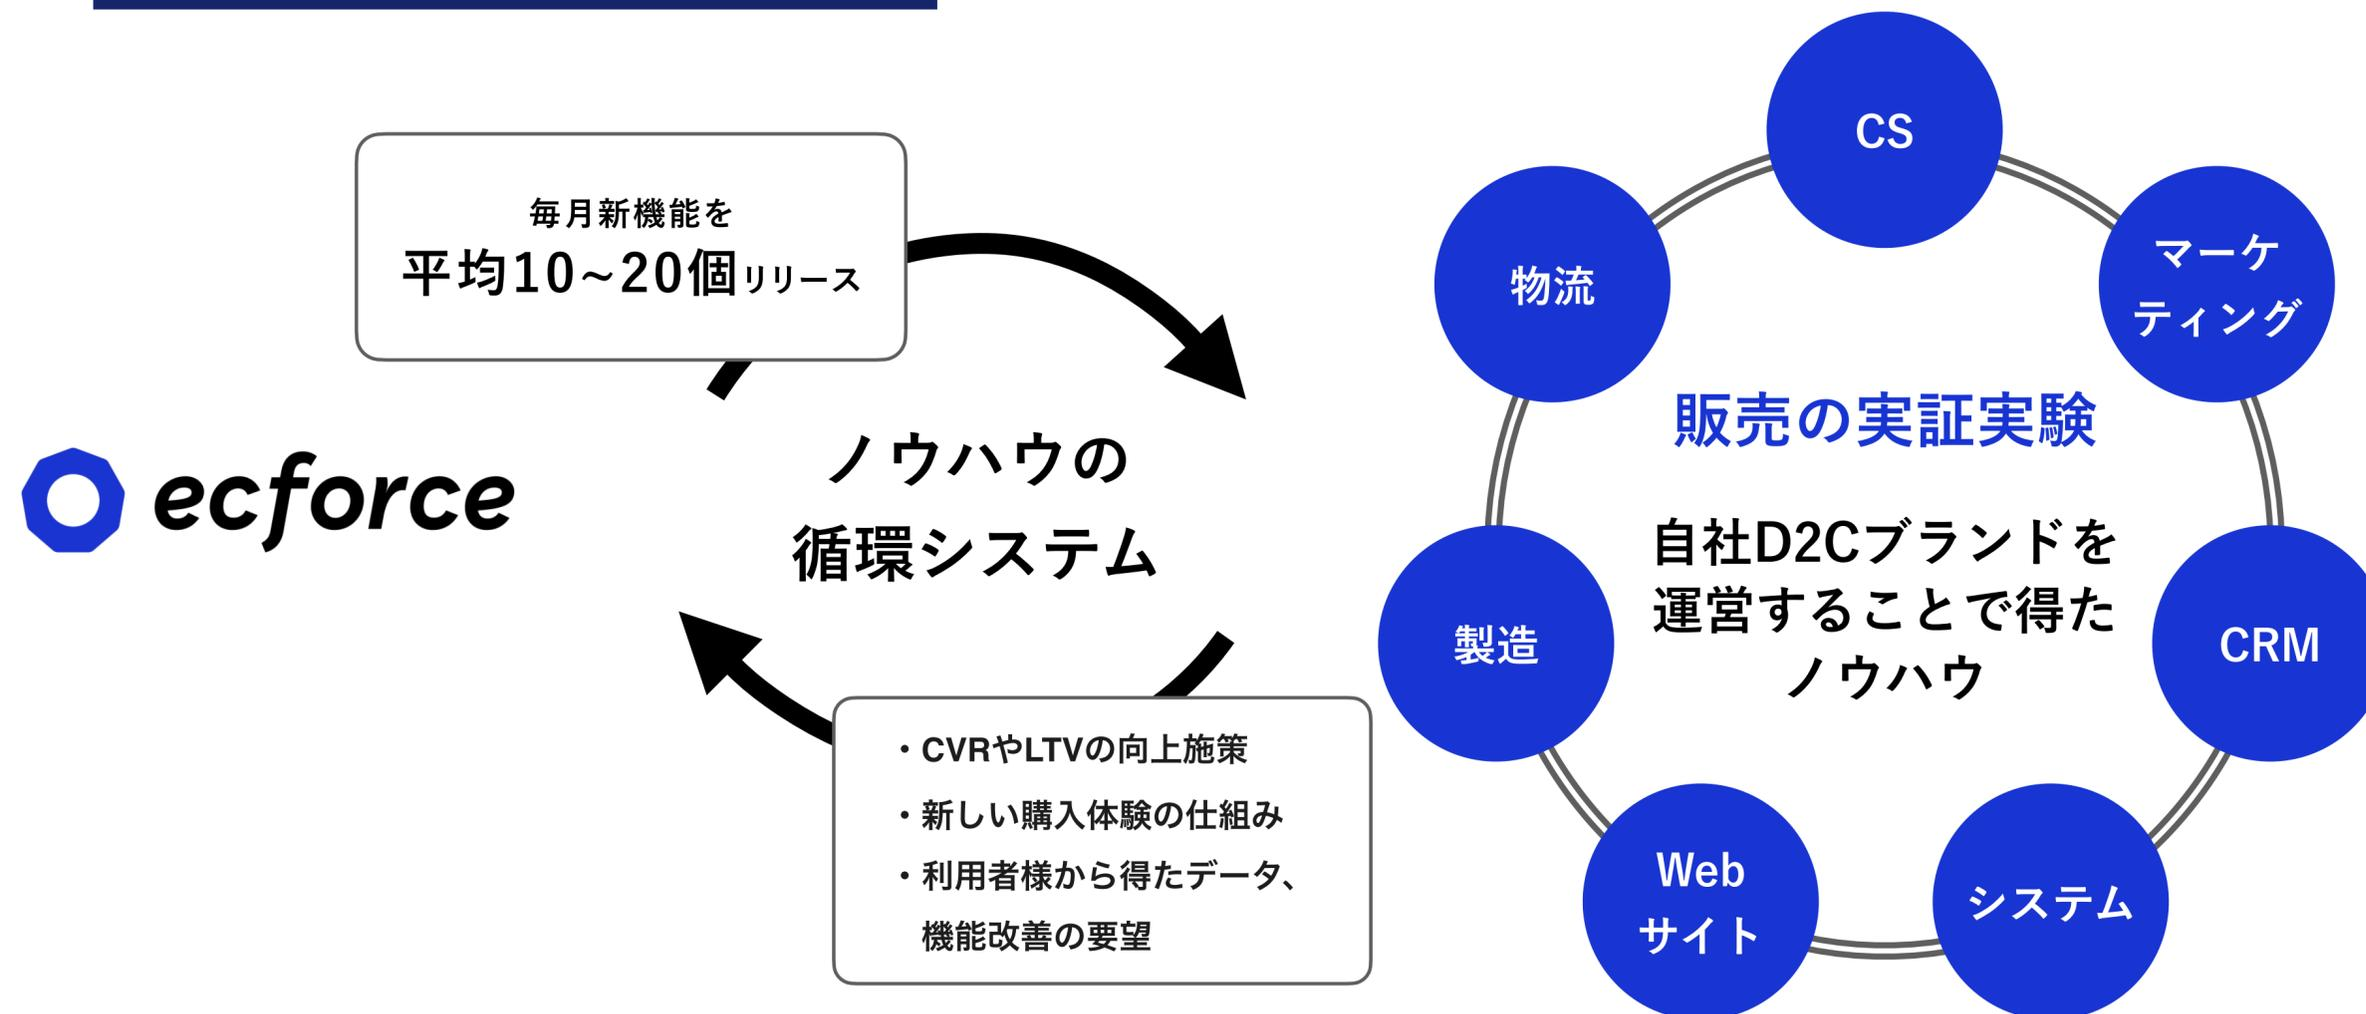 毎月新機能を
平均10~20個リリース
ecforce
ノウハウの
循環システム
・CVRやLTVの向上施策
・新しい購入体験の仕組み
・利用者様から得たデータ、
機能改善の要望
CS
マーケ
ティング
CRM
システム
Web
サイト
製造
物流
販売の実証実験
自社D2Cブランドを
運営することで得た
ノウハウ